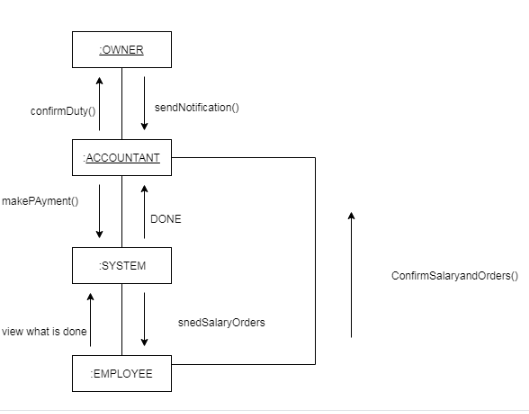 :OWNER
confirmDuty()
sendNotification()
:ACCOUNTANT
makePAyment()
DONE
:SYSTEM
ConfirmSalaryandOrders()
view what is done
snedSalaryOrders
:EMPLOYEE